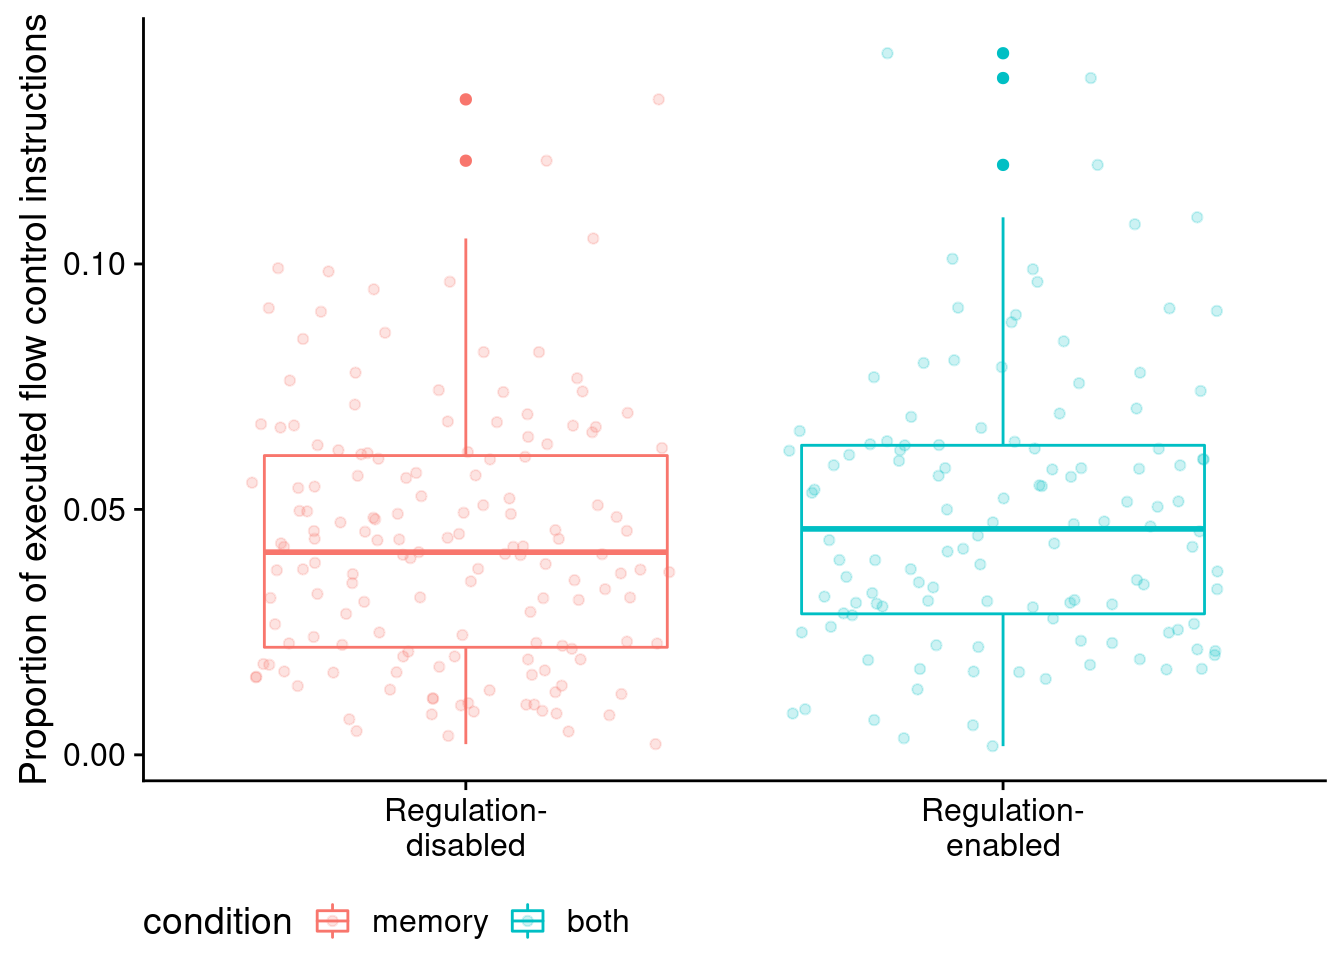 Proportion of executed flow control instructions
0.10
0.05
0.00
Regulation-
disabled
Regulation-
enabled
condition
memory
both